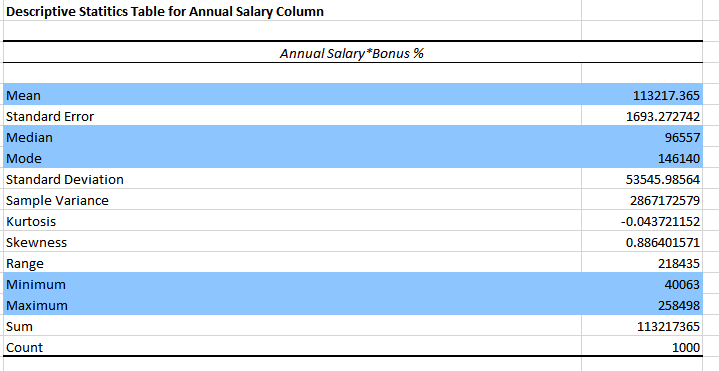 Descriptive Statitics Table for Annual Salary Column
Annual Salary*Bonus %
Mean 113217.365
Standard Error 1693.272742
Median 96557
Mode 146140
Standard Deviation 53545.98564
Sample Variance 2867172579
Kurtosis -0.043721152
Skewness 0.886401571
Range 218435
Minimum 40063
Maximum 258498
Sum 113217365
Count 1000